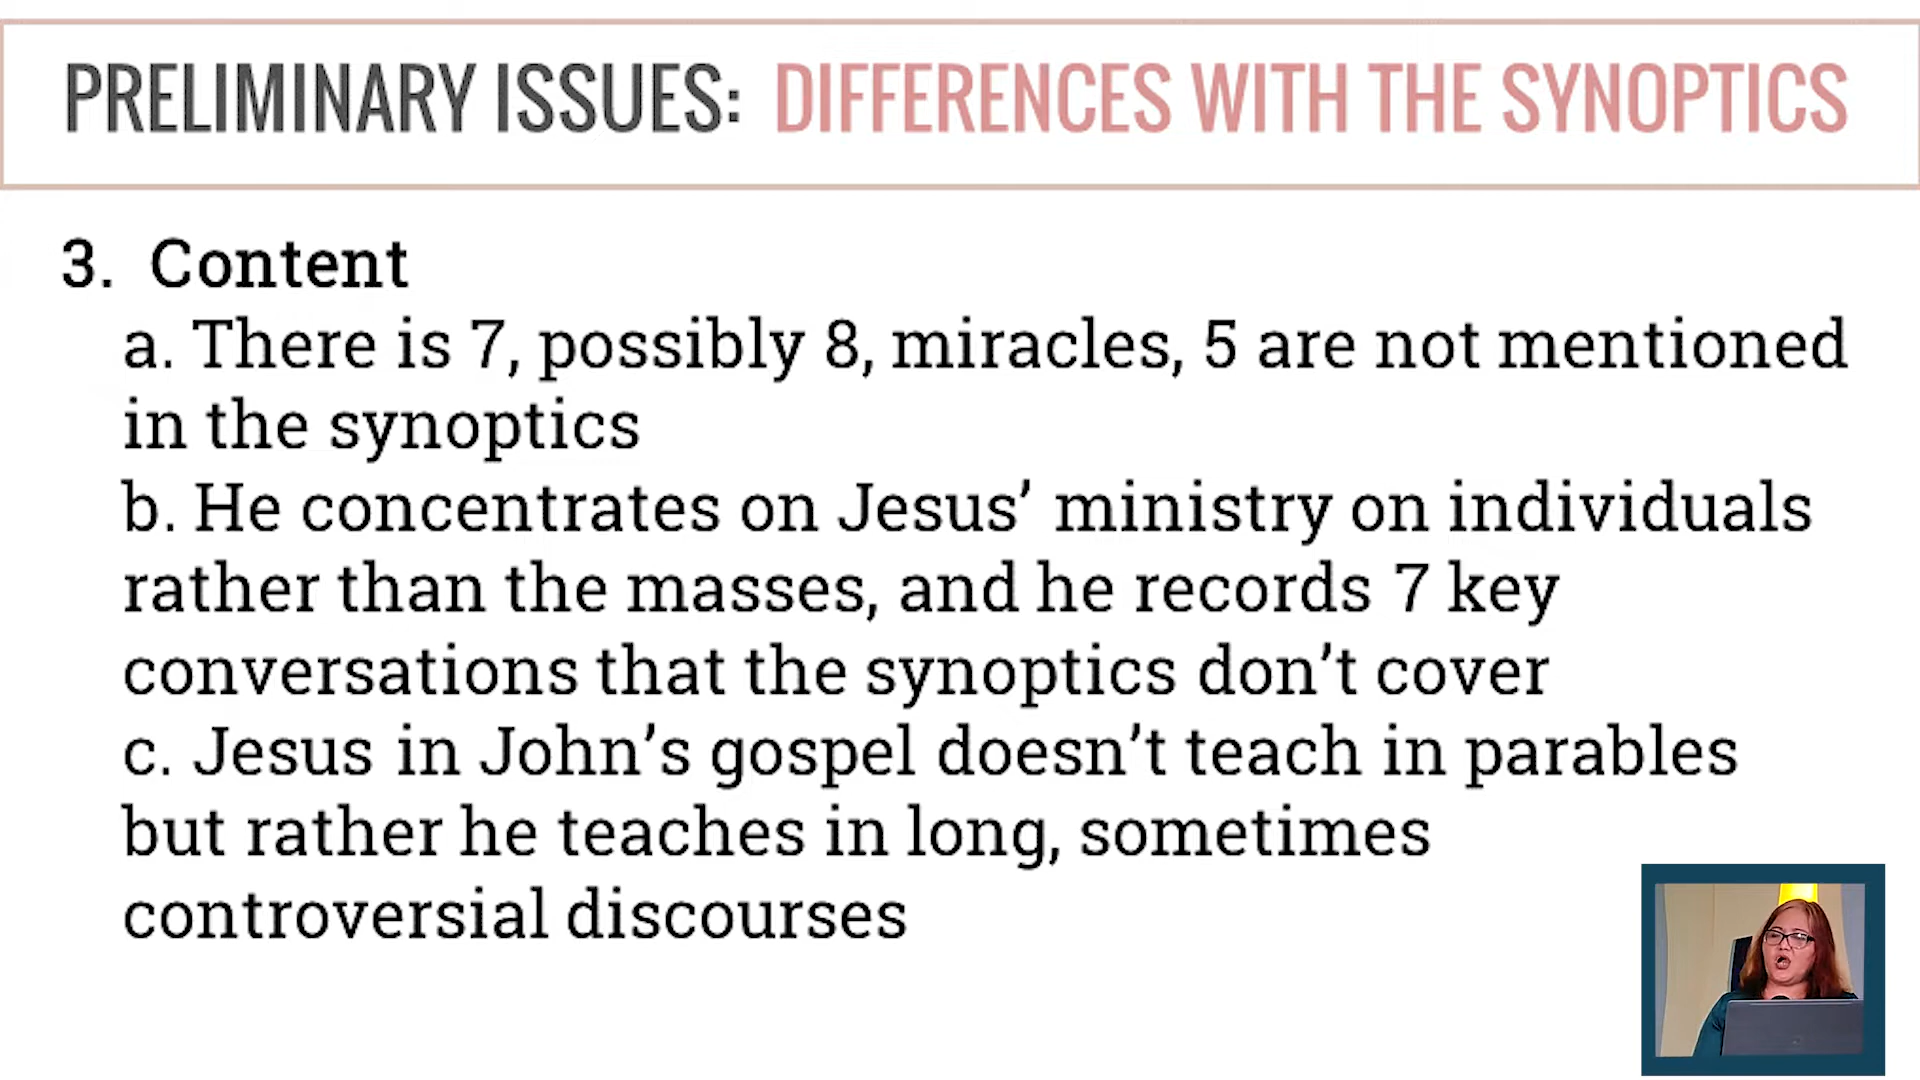 PRELIMINARY ISSUES: DIFFERENCES WITH THE SYNOPTICS
3. Content
a. There is 7, possibly 8, miracles, 5 are not mentioned
in the synoptics
b. He concentrates on Jesus’ ministry on individuals
rather than the masses, and he records 7 key
conversations that the synoptics don’t cover
c. Jesus in John’s gospel doesn’t teach in parables
but rather he teaches in long, sometimes
controversial discourses